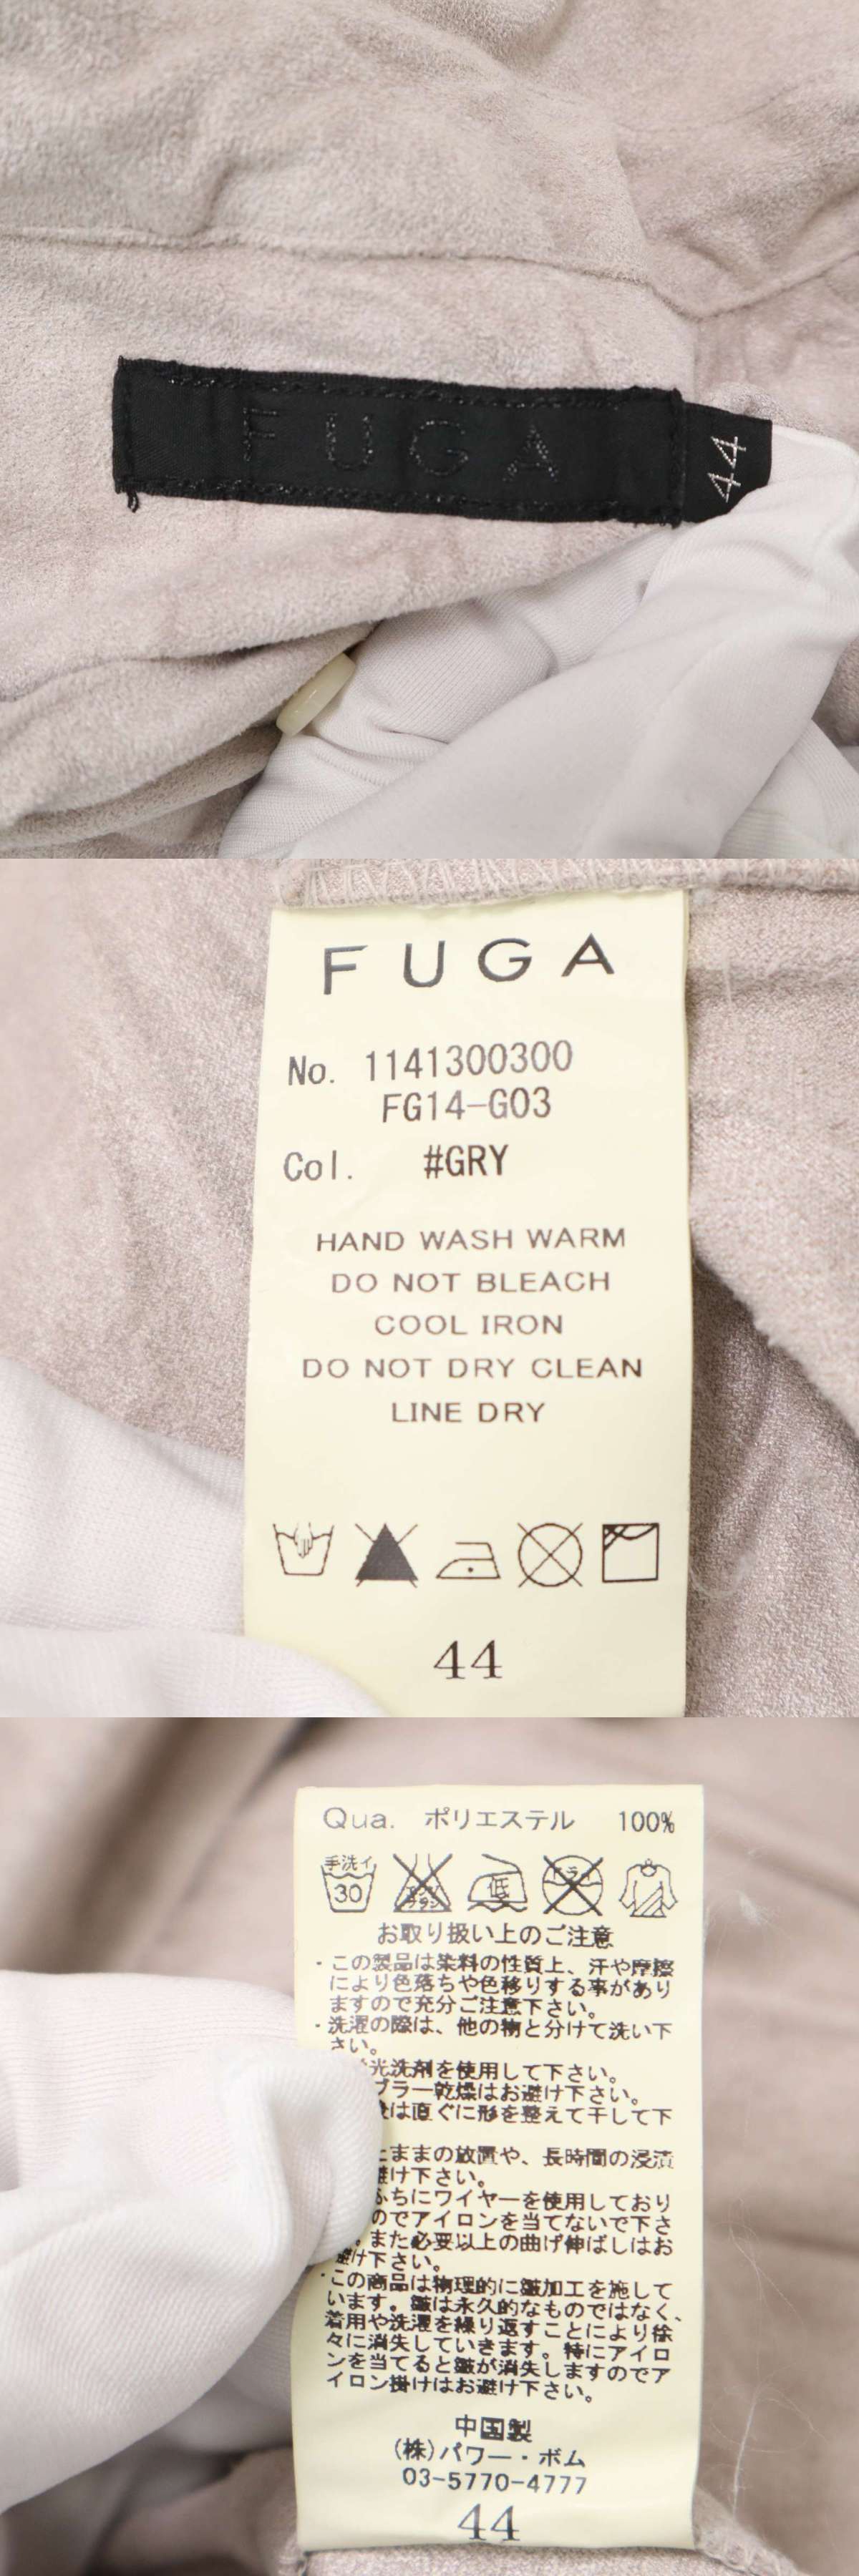 FUGA
44
FUGA
No. 1141300300
FG14-G03
Col. #GRY
HAND WASH WARM
DO NOT BLEACH
COOL IRON
DO NOT DRY CLEAN
LINE DRY
44
Qua. ポリエステル 100%
手洗イ
30
低
お取り扱い上のご注意
・この製品は染料の性質上、汗や摩擦
により色落ちや色移りする事があり
ますので充分ご注意下さい。
・洗濯の際は、他の物と分けて洗い下
さい。
光洗剤を使用して下さい。
ブラー乾燥はお避け下さい。
は直ぐに形を整えて干して下
ままの放置や、長時間の浸漬
避け下さい。
ふちにワイヤーを使用しており
のでアイロンを当てないで下さ
。また必要以上の曲げ伸ばしはお
避け下さい。
・この商品は物理的に皺加工を施して
います。皺は永久的なものではなく、
着用や洗濯を繰り返すことにより徐
々に消失していきます。特にアイロ
ンを当てると皺が消失しますのでア
イロン掛けはお避け下さい。
中国製
(株)パワー・ボム
03-5770-4777
44